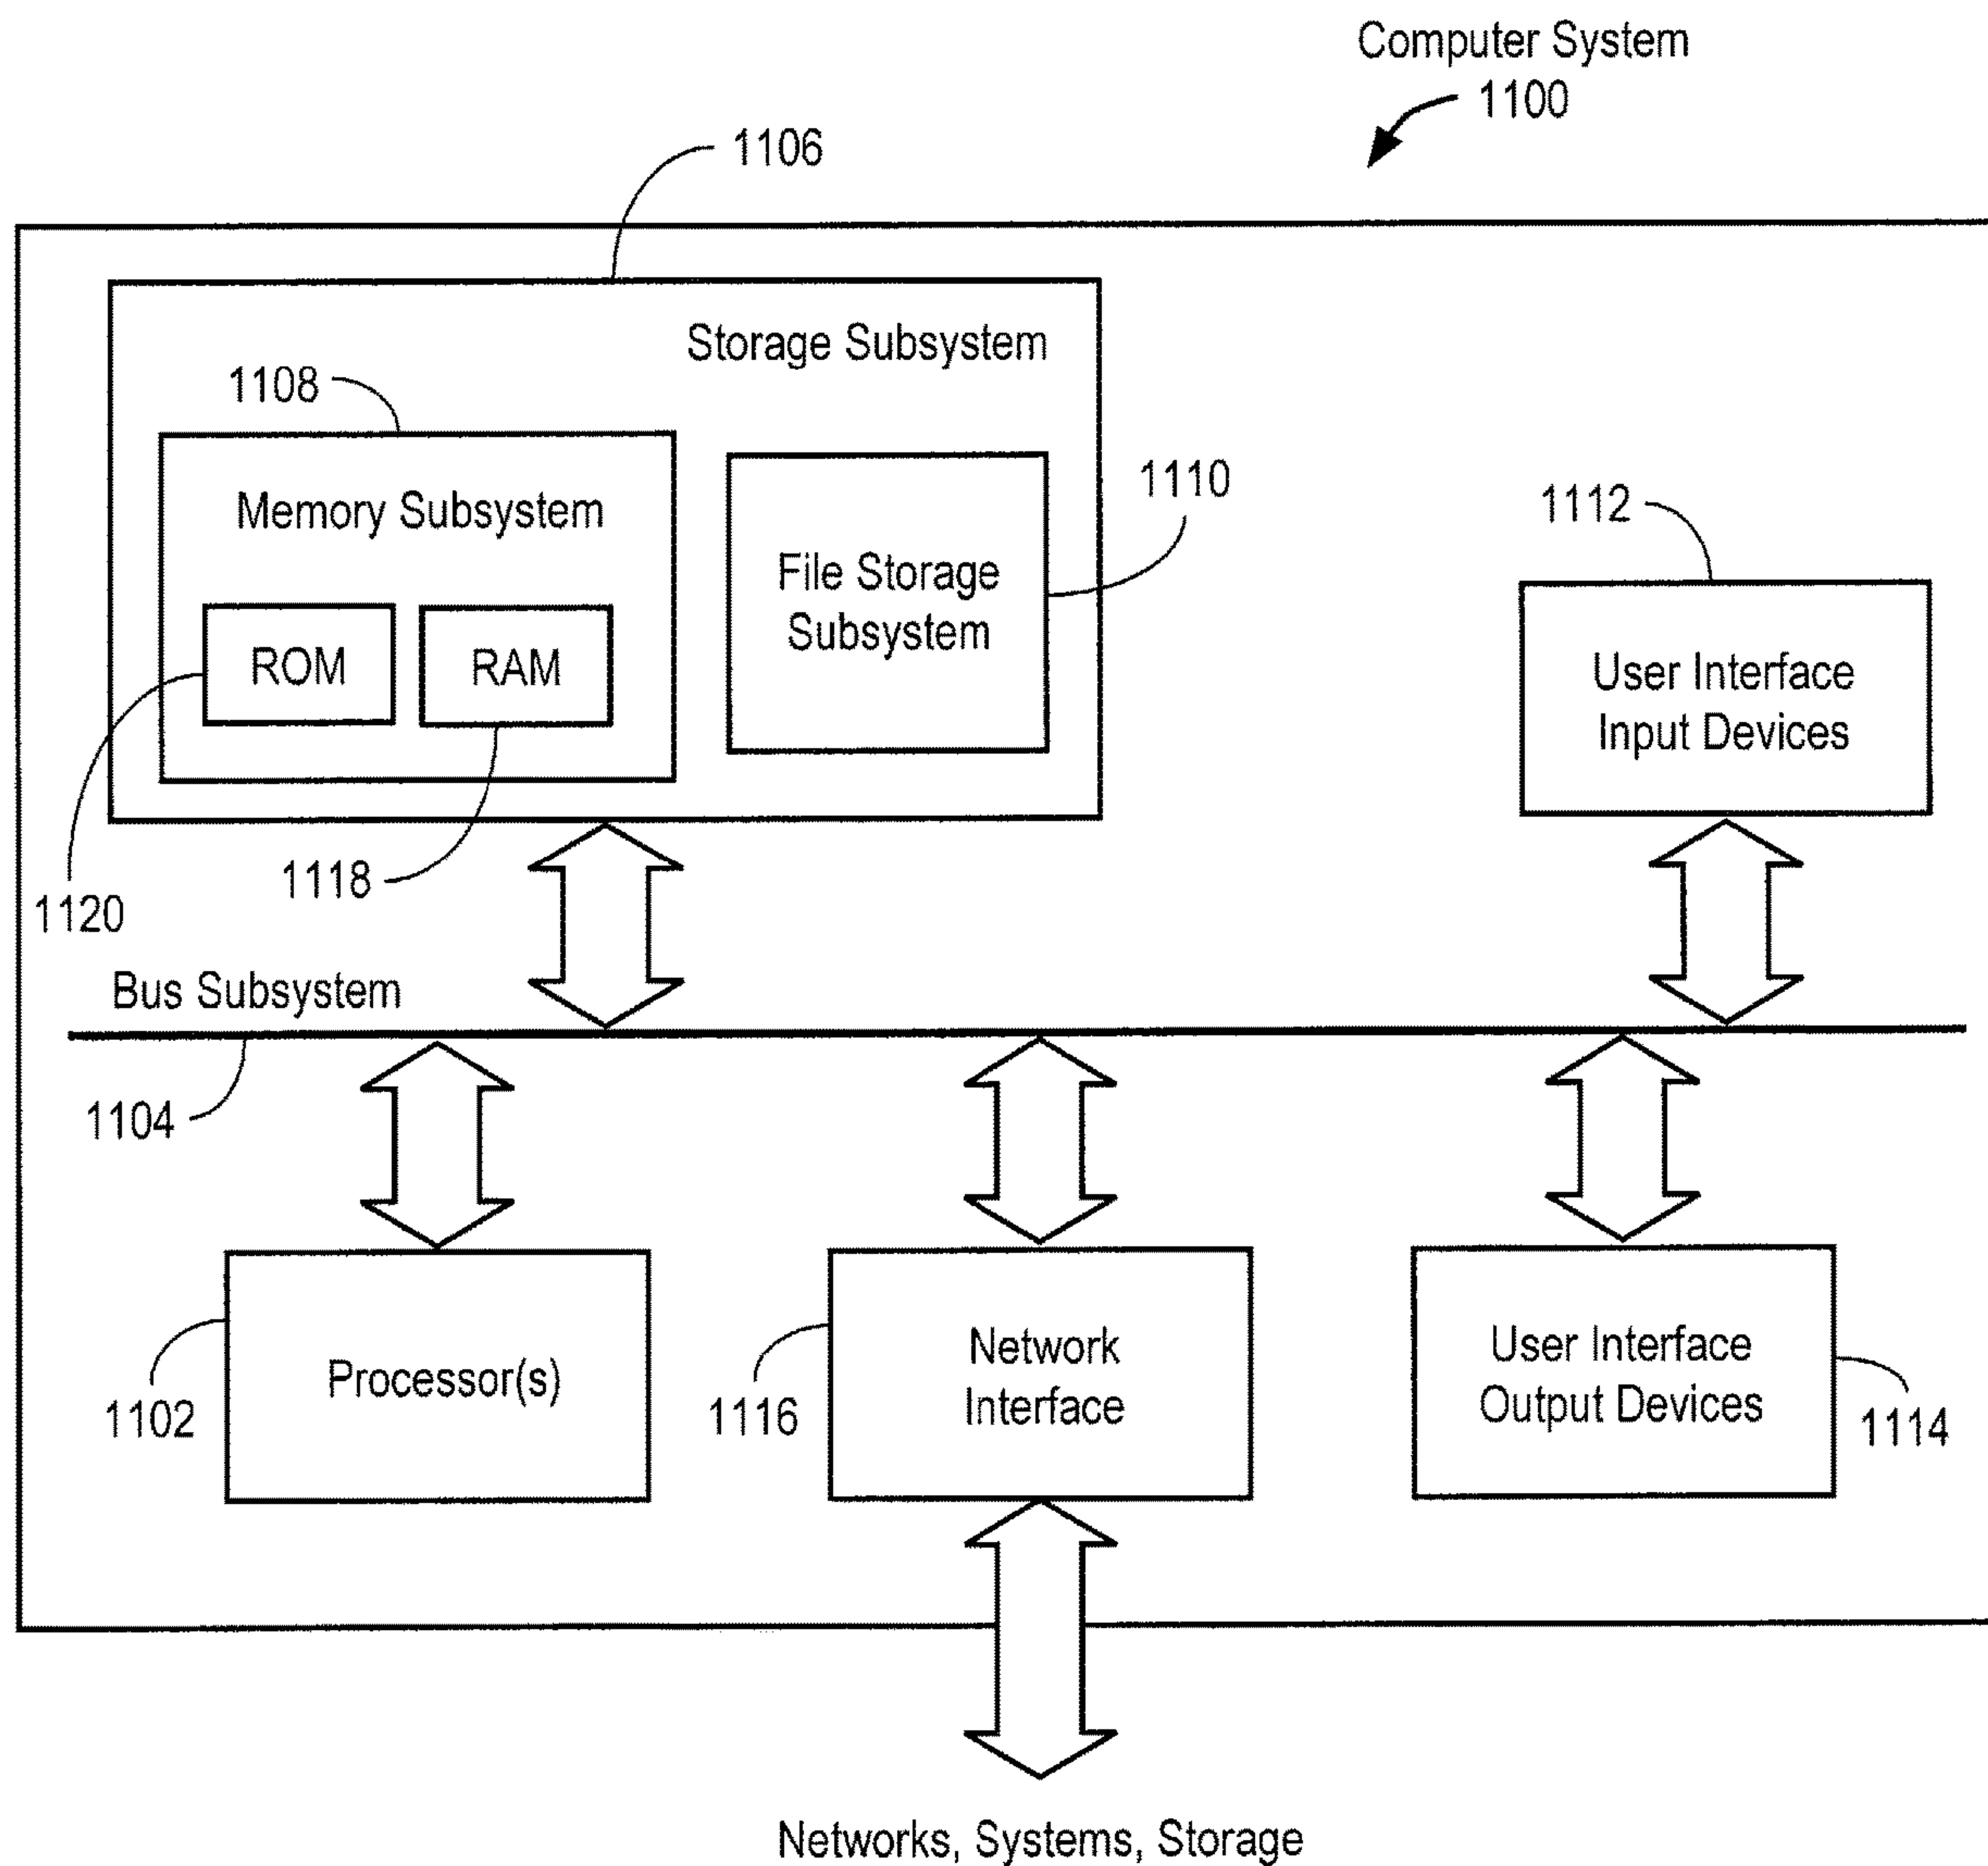 Computer System
1100
1106
Storage Subsystem
1108
Memory Subsystem
1110
File Storage
Subsystem
1112
ROM
RAM
User Interface
Input Devices
1118
1120
Bus Subsystem
1104
Processor(s)
1102
Network
Interface
1116
User Interface
Output Devices
1114
Networks, Systems, Storage